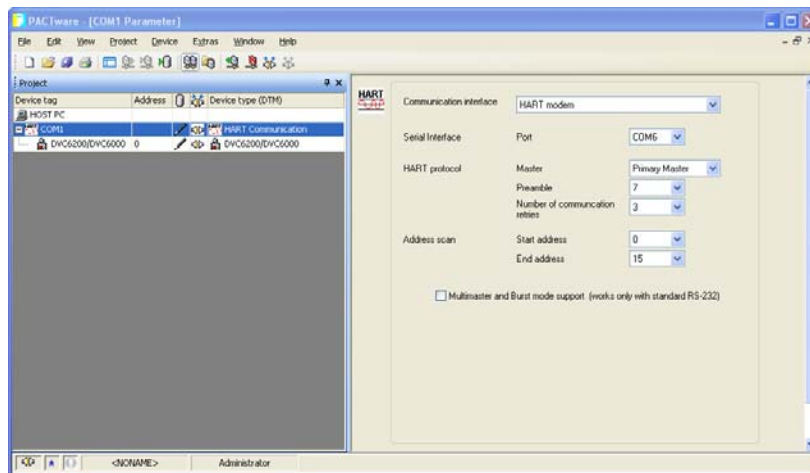 PACTware - [COM1 Parameter]
File Edit View Project Device Extras Window Help
Project
Device tag Address Device type (DTM)
HOST PC
COM1 HART Communication
DVC6200/DVC6000 0 DVC6200/DVC6000
HART
Communication interface HART modem
Serial Interface Port COM6
HART protocol Master Primary Master
Preamble 7
Number of communcation retries 3
Address scan Start address 0
End address 15
Multimaster and Burst mode support (works only with standard RS-232)
<NONAME> Administrator